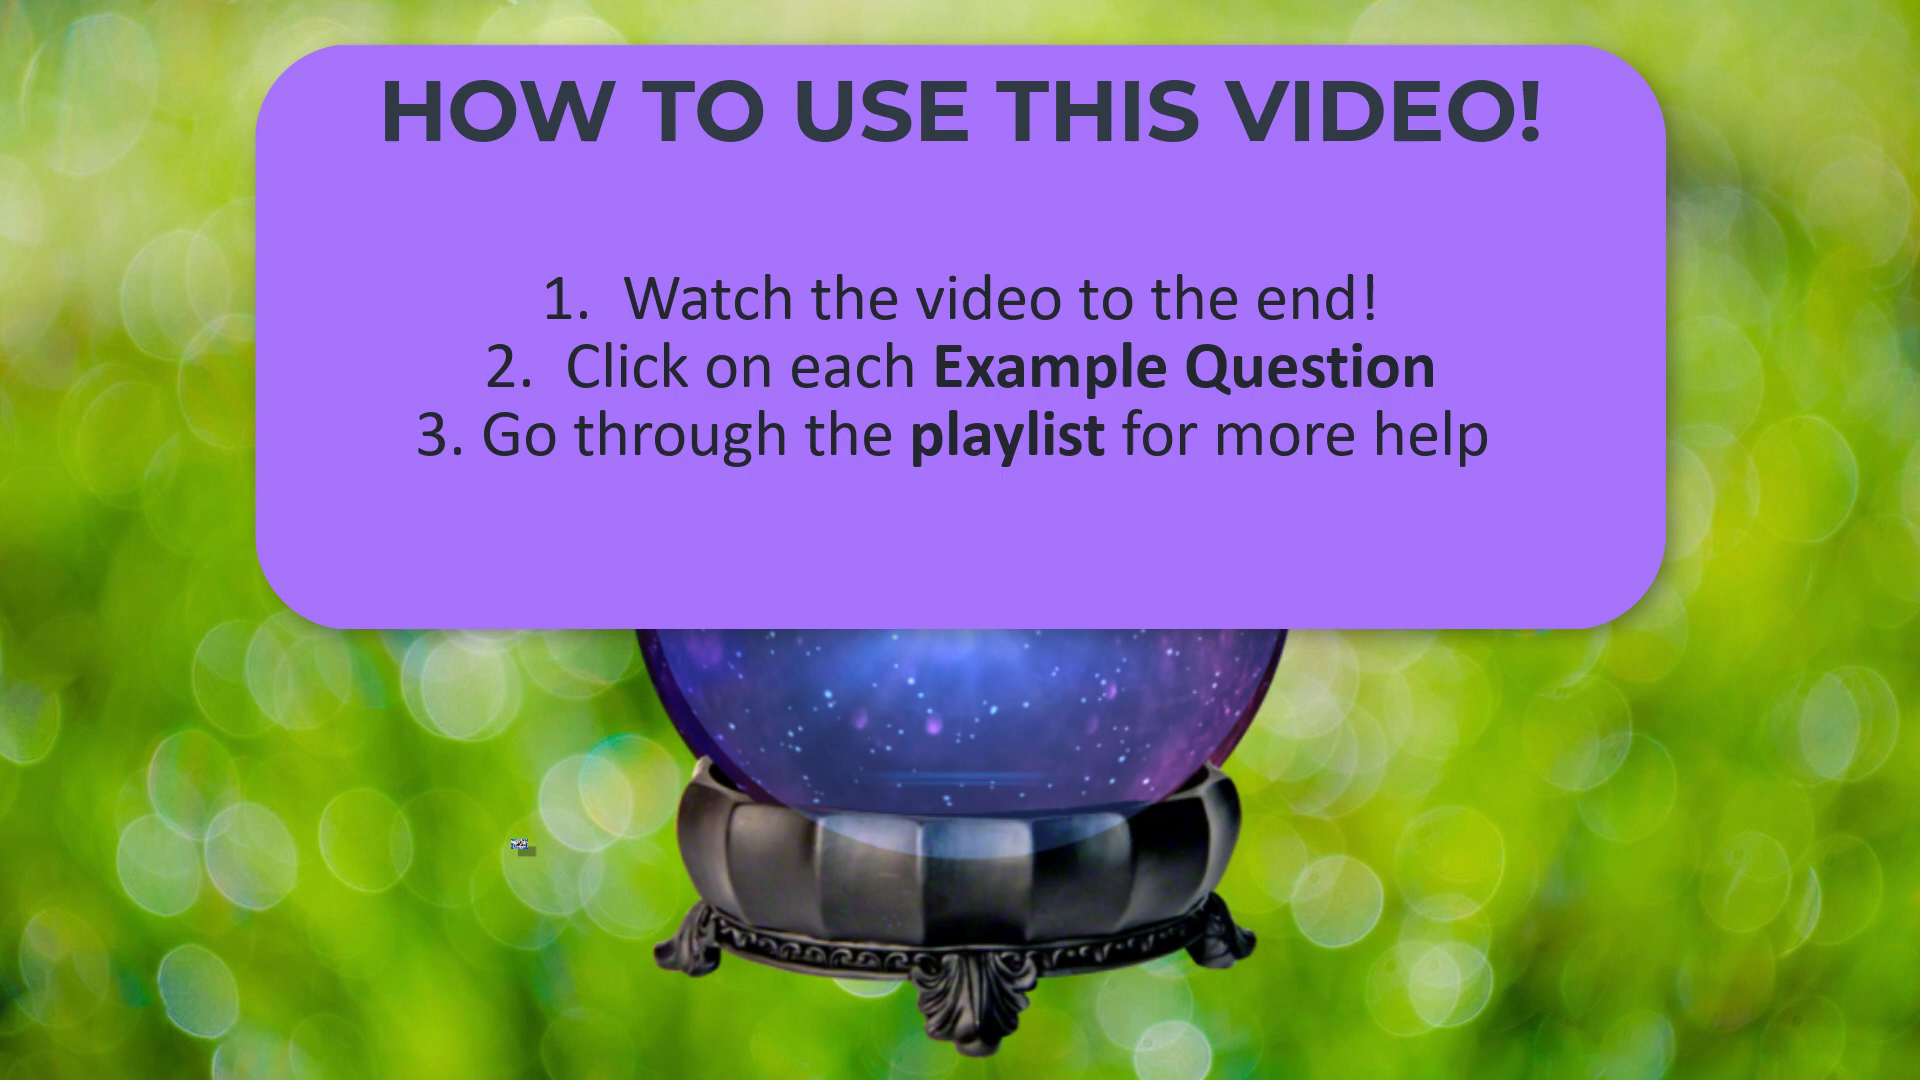 HOW TO USE THIS VIDEO!
1. Watch the video to the end!
2. Click on each Example Question
3. Go through the playlist for more help